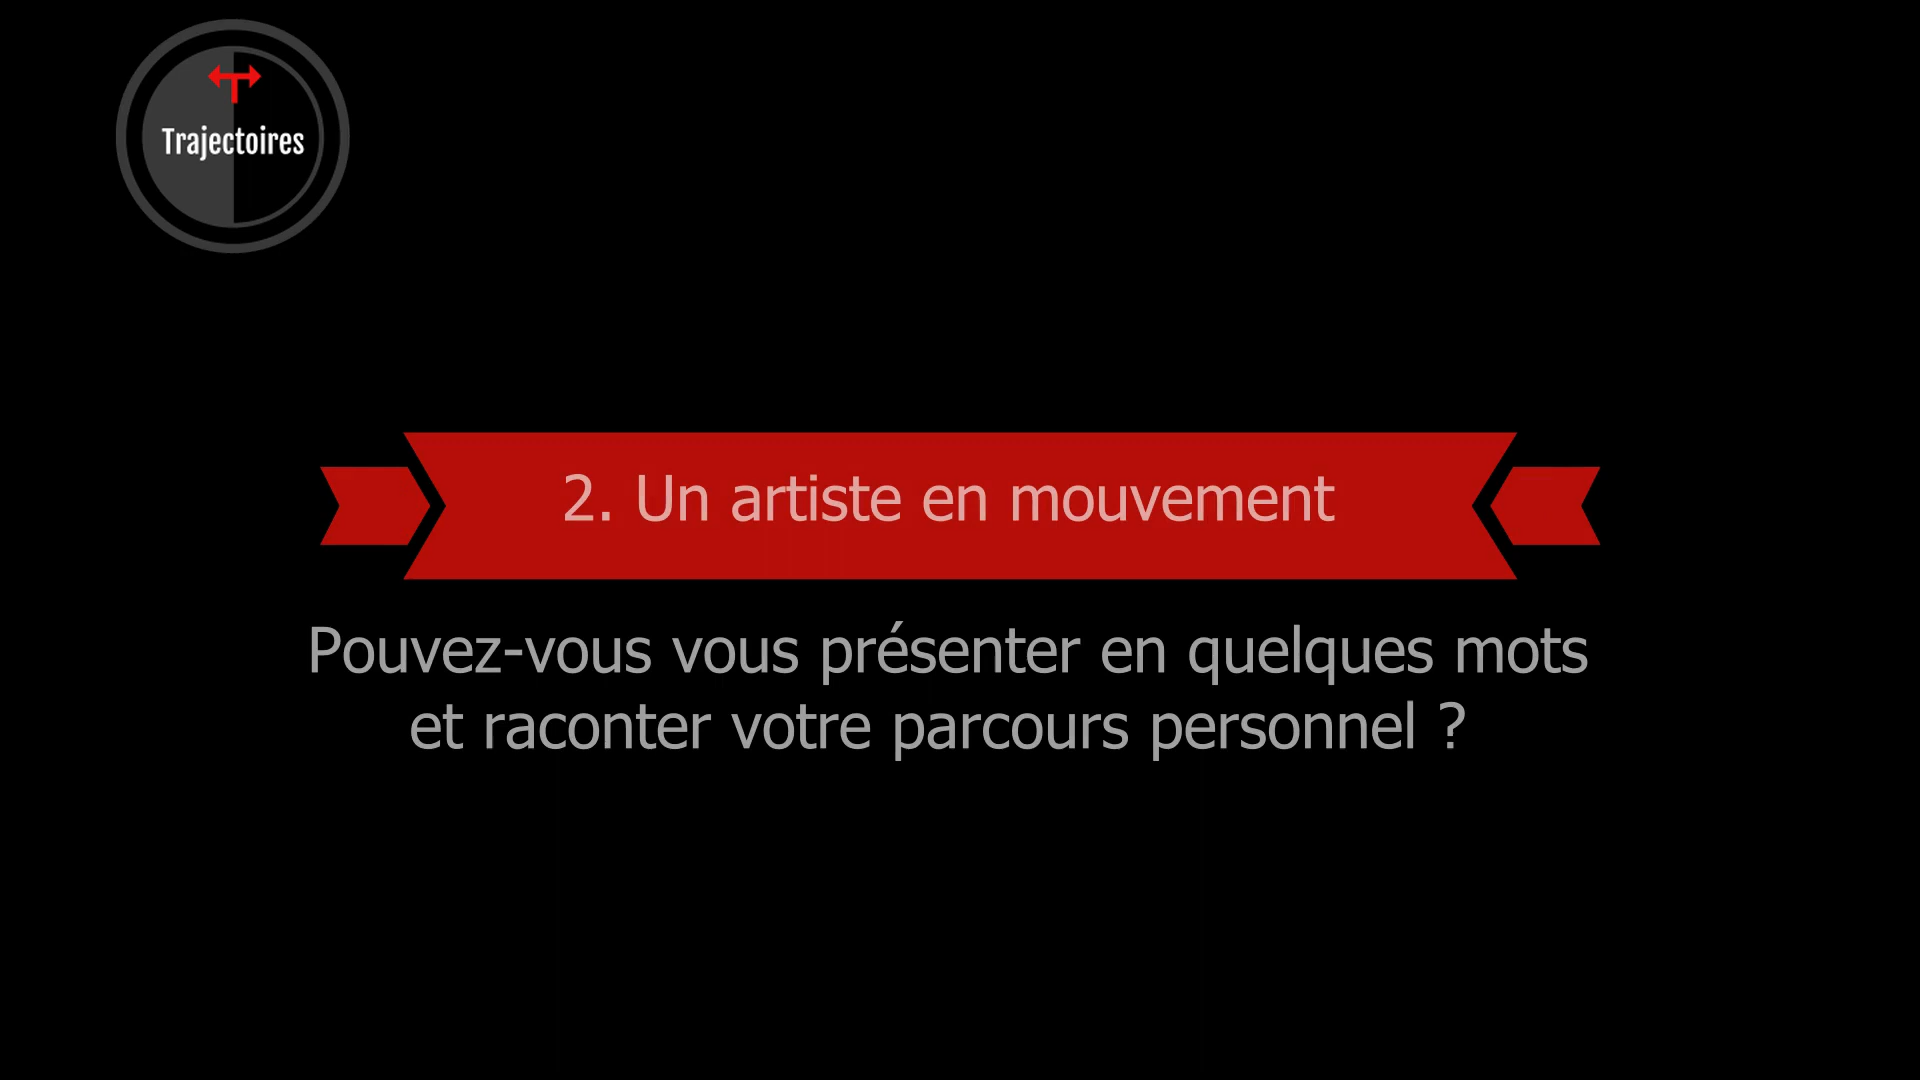 Trajectoires
2. Un artiste en mouvement
Pouvez-vous vous présenter en quelques mots
et raconter votre parcours personnel ?